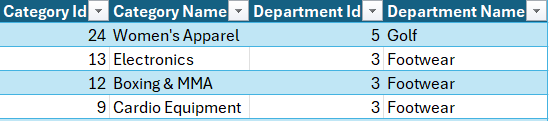 Category Id Category Name Department Id Department Name
24 Women's Apparel 5 Golf
13 Electronics 3 Footwear
12 Boxing & MMA 3 Footwear
9 Cardio Equipment 3 Footwear